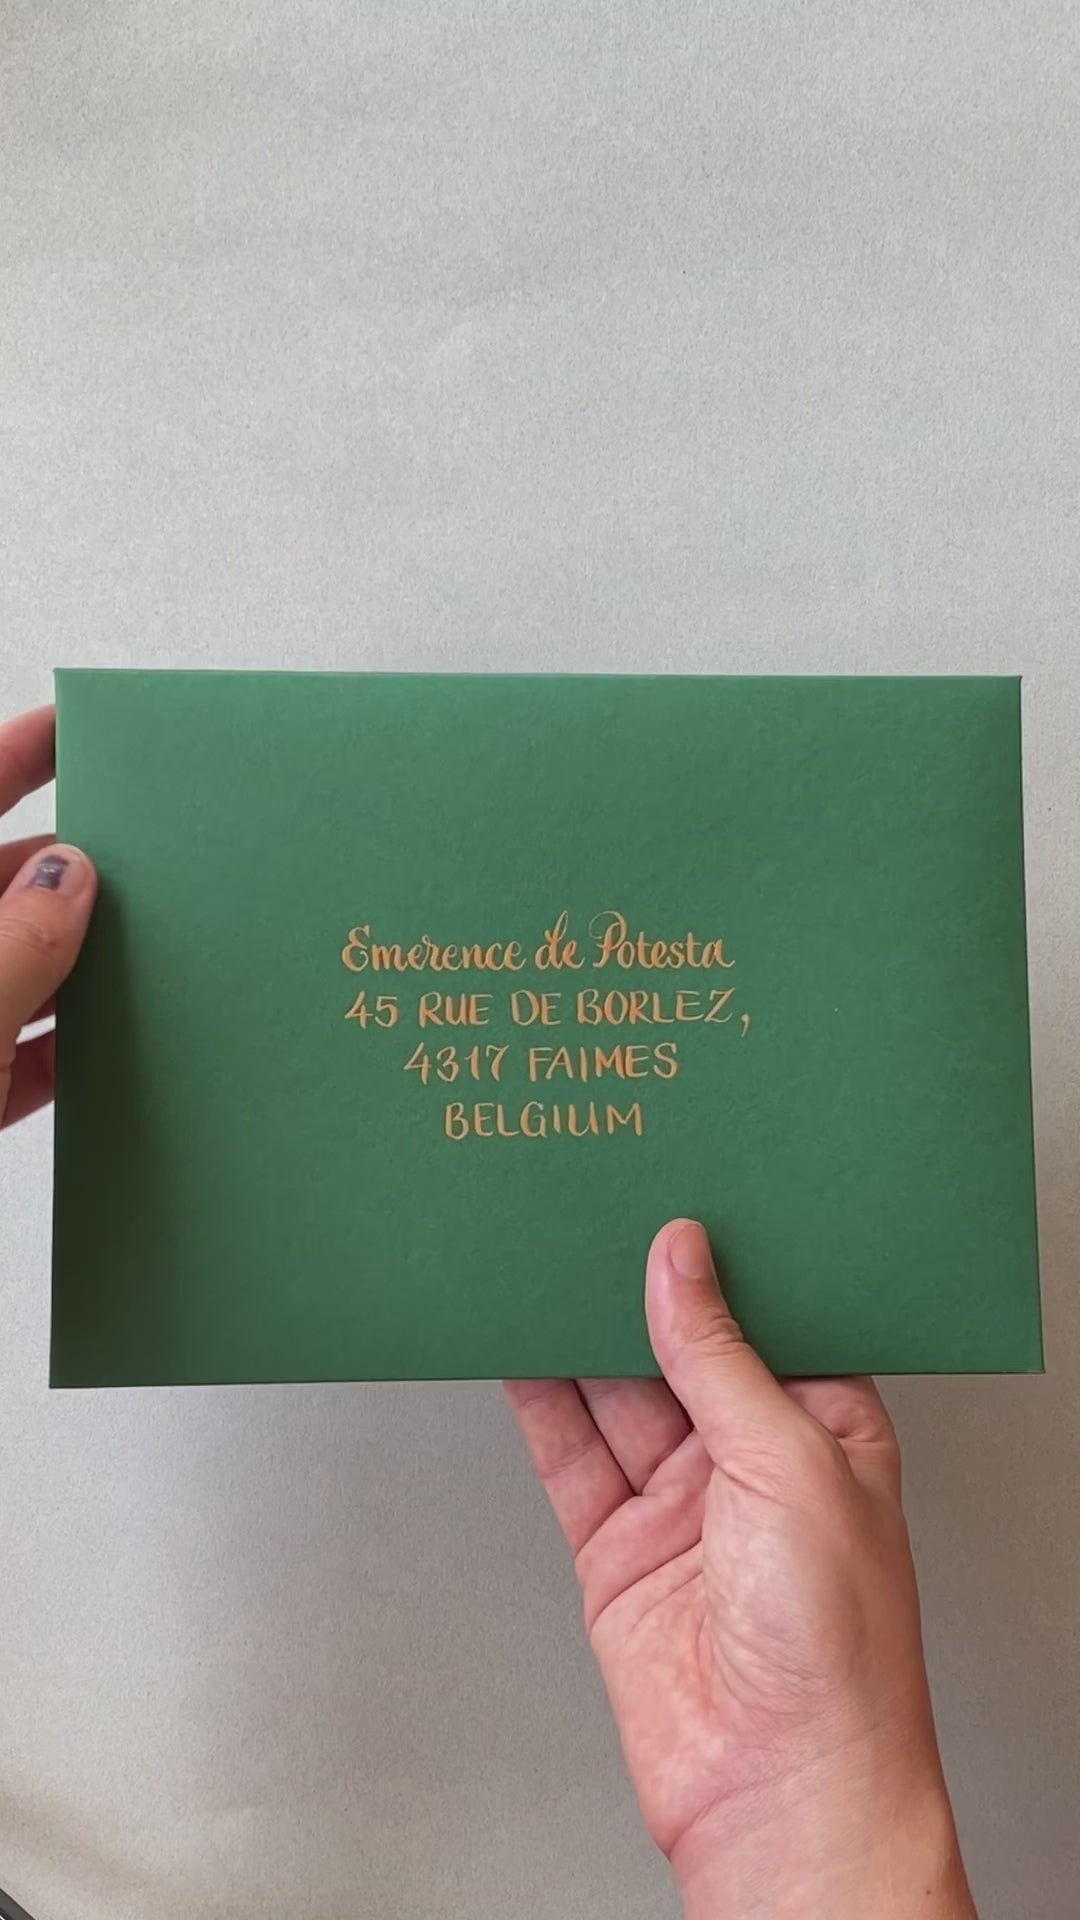 Emerence de Potesta
45 RUE DE BORLEZ,
4317 FAIMES
BELGIUM